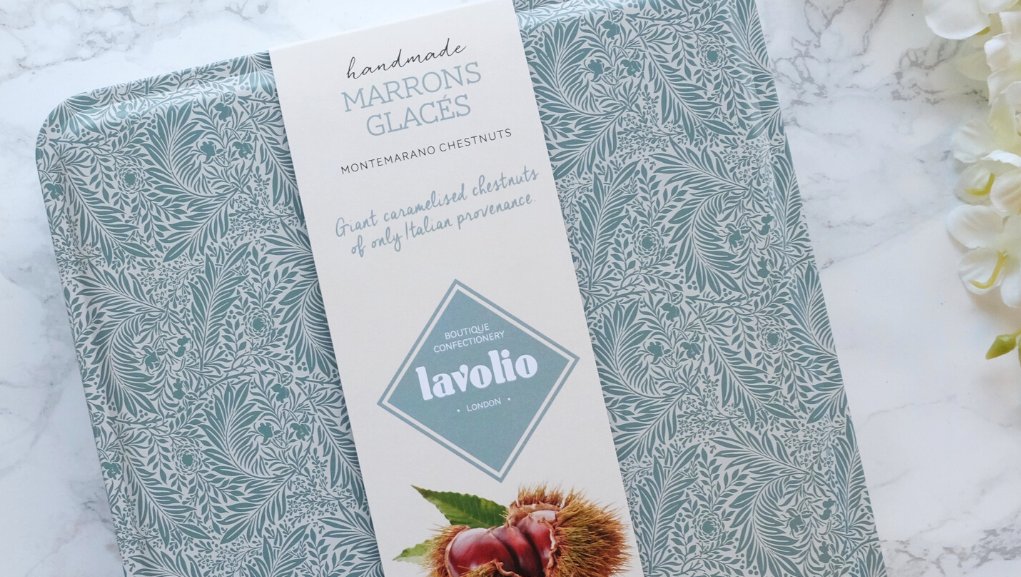 handmade
MARRONS
GLACÉS
MONTEMARANO CHESTNUTS
Giant caramelised chestnuts
of only Italian provenance.
BOUTIQUE
CONFECTIONERY
lavolio
• LONDON •